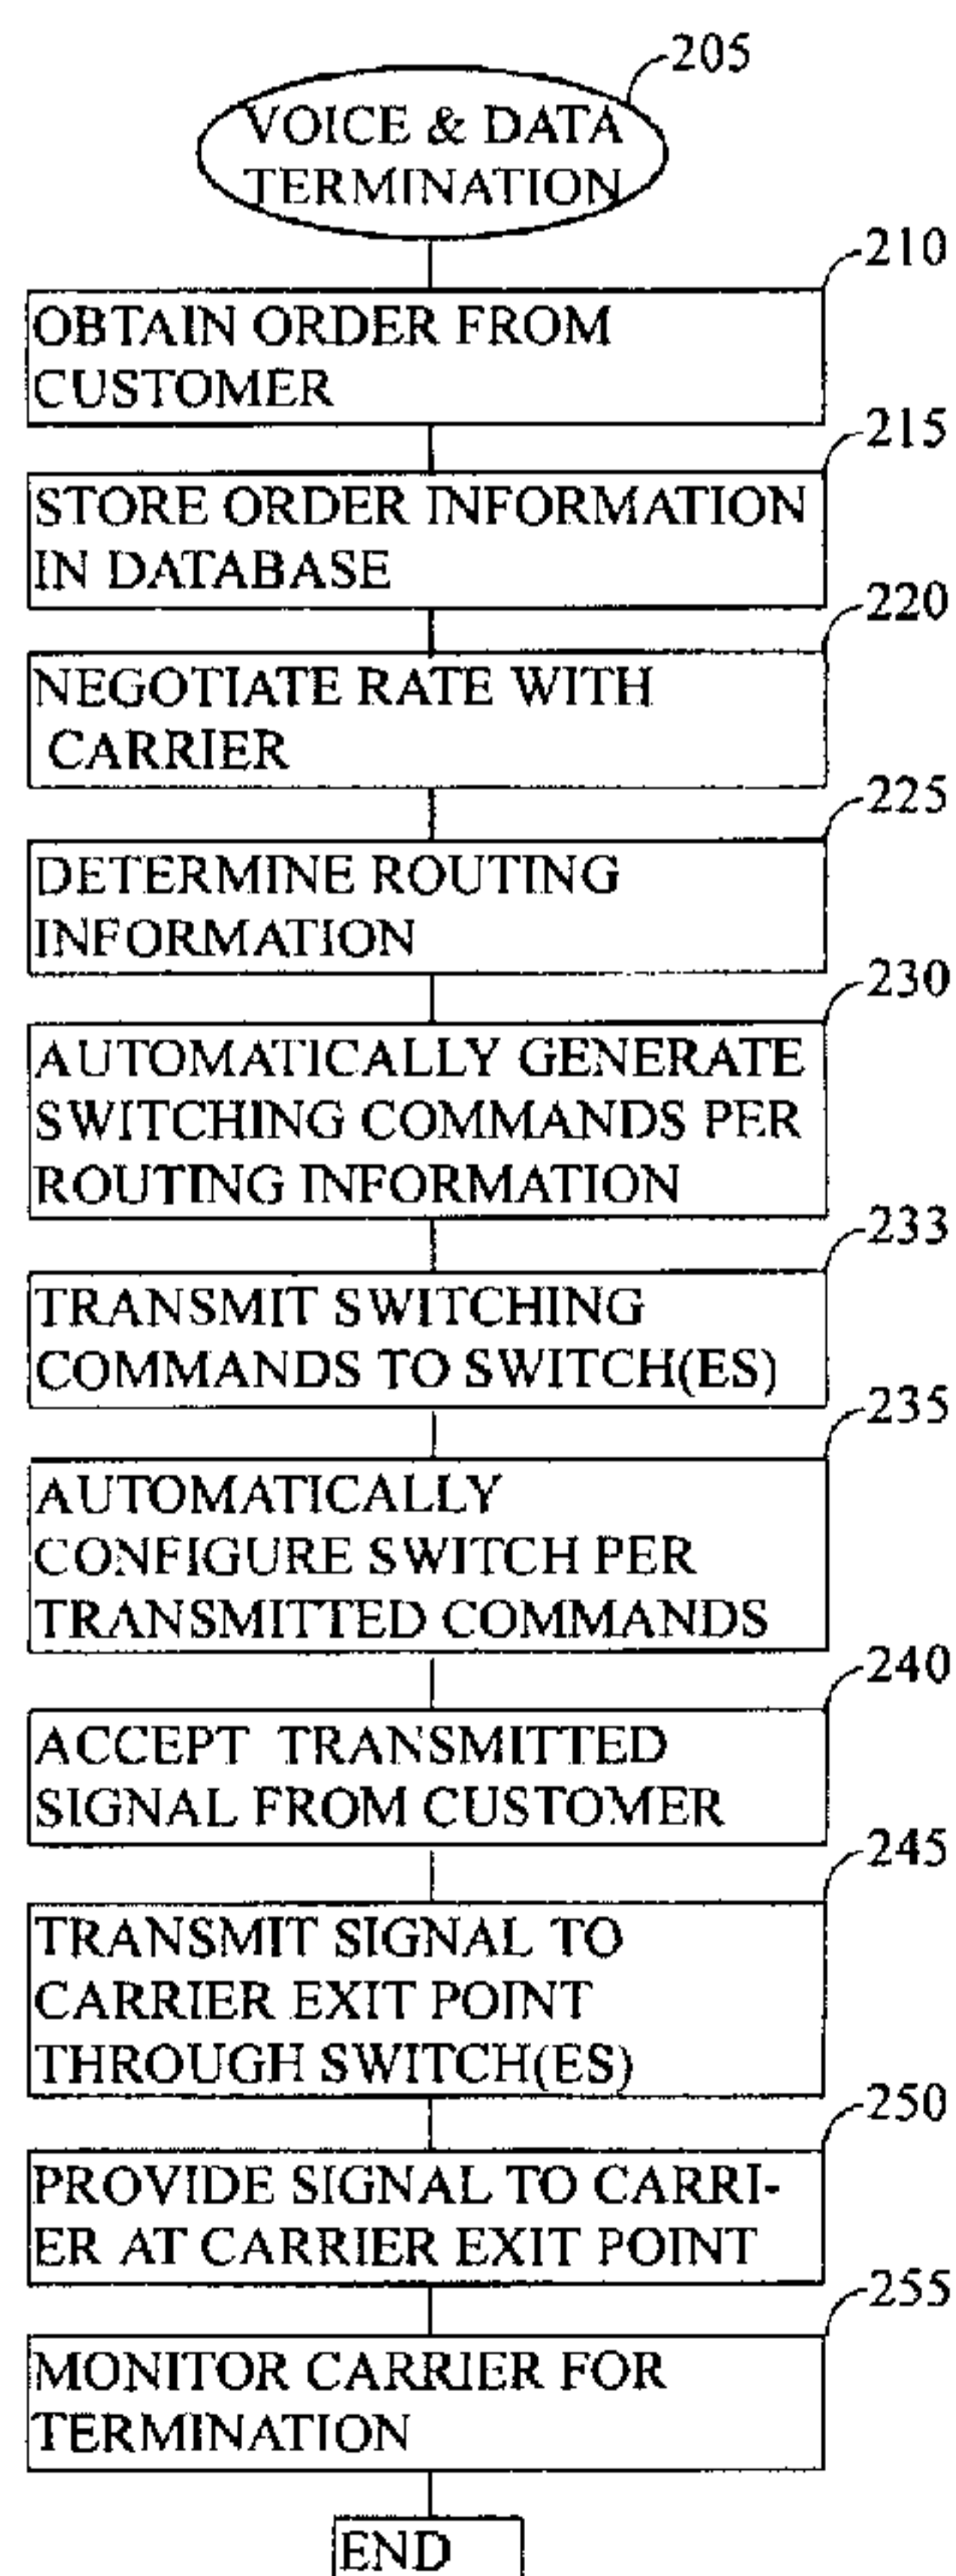 205
VOICE & DATA
TERMINATION
210
OBTAIN ORDER FROM
CUSTOMER
215
STORE ORDER INFORMATION
IN DATABASE
220
NEGOTIATE RATE WITH
CARRIER
225
DETERMINE ROUTING
INFORMATION
230
AUTOMATICALLY GENERATE
SWITCHING COMMANDS PER
ROUTING INFORMATION
233
TRANSMIT SWITCHING
COMMANDS TO SWITCH(ES)
235
AUTOMATICALLY
CONFIGURE SWITCH PER
TRANSMITTED COMMANDS
240
ACCEPT TRANSMITTED
SIGNAL FROM CUSTOMER
245
TRANSMIT SIGNAL TO
CARRIER EXIT POINT
THROUGH SWITCH(ES)
250
PROVIDE SIGNAL TO CARRI-
ER AT CARRIER EXIT POINT
255
MONITOR CARRIER FOR
TERMINATION
END